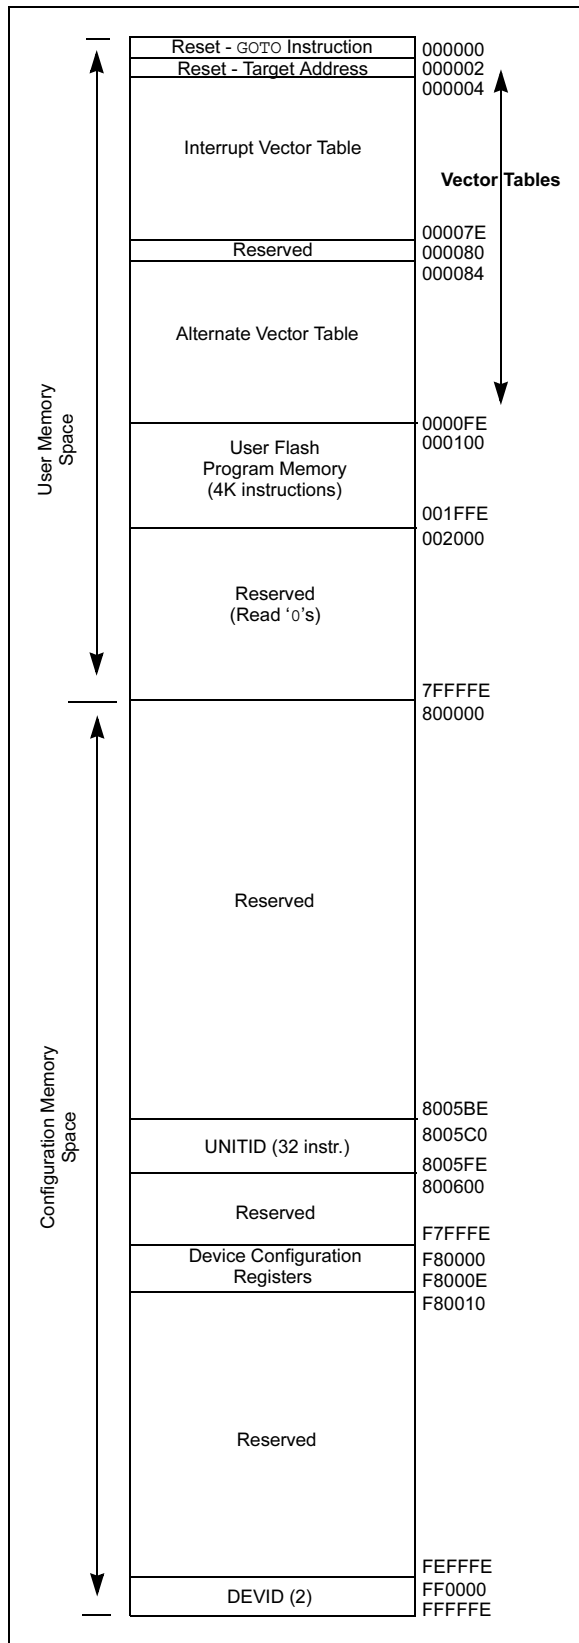 Reset - GOTO Instruction 000000
Reset - Target Address 000002
000004
Interrupt Vector Table
Vector Tables
00007E
Reserved 000080
000084
Alternate Vector Table
User Memory
Space
0000FE
000100
User Flash
Program Memory
(4K instructions)
001FFE
002000
Reserved
(Read ‘0’s)
7FFFFE
800000
Reserved
Configuration Memory
Space
8005BE
8005C0
UNITID (32 instr.)
8005FE
800600
Reserved
F7FFFE
Device Configuration
Registers
F80000
F8000E
F80010
Reserved
FEFFFE
DEVID (2) FF0000
FFFFFE